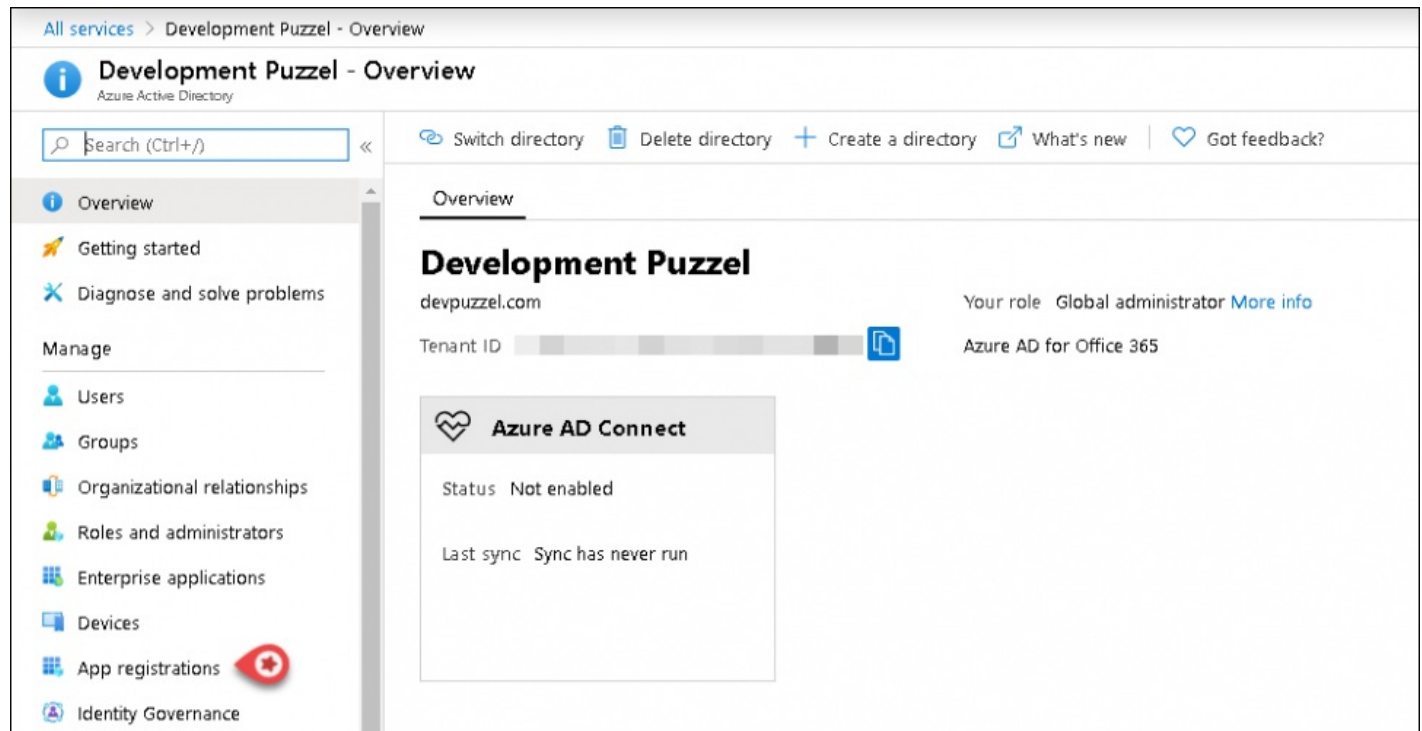 All services > Development Puzzel - Overview
Development Puzzel - Overview
Azure Active Directory
Search (Ctrl+/)
«
Overview
Getting started
Diagnose and solve problems
Manage
Users
Groups
Organizational relationships
Roles and administrators
Enterprise applications
Devices
App registrations
Identity Governance
Switch directory Delete directory Create a directory What's new Got feedback?
Overview
Development Puzzel
devpuzzel.com
Your role Global administrator More info
Tenant ID
Azure AD for Office 365
Azure AD Connect
Status Not enabled
Last sync Sync has never run